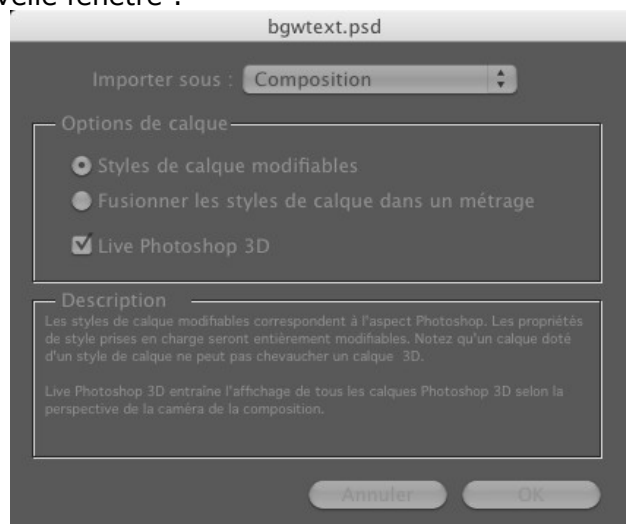 velle fenêtre :
bgwtext.psd
Importer sous : Composition
Options de calque
Styles de calque modifiables
Fusionner les styles de calque dans un métrage
Live Photoshop 3D
Description
Les styles de calque modifiables correspondent à l'aspect Photoshop. Les propriétés
de style prises en charge seront entièrement modifiables. Notez qu'un calque doté
d'un style de calque ne peut pas chevaucher un calque 3D.
Live Photoshop 3D entraîne l'affichage de tous les calques Photoshop 3D selon la
perspective de la caméra de la composition.
Annuler OK